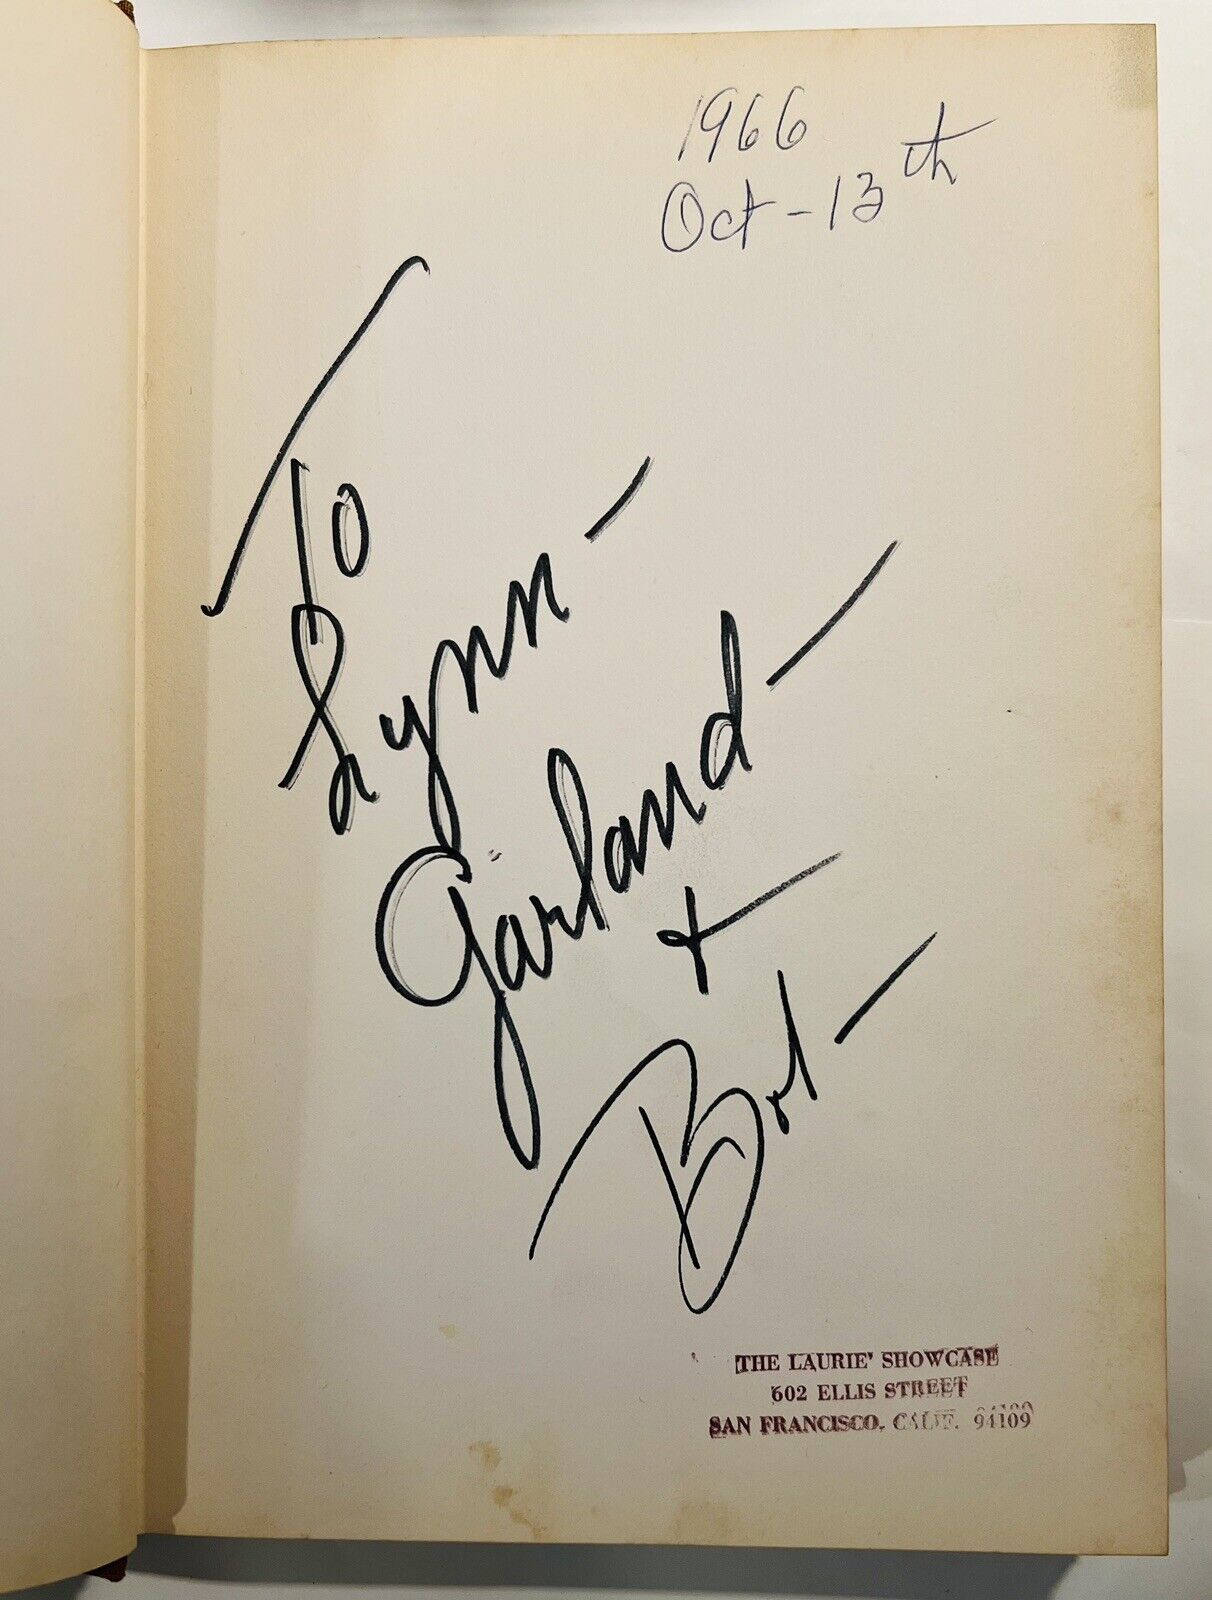 1966
Oct - 13th
To
Lynn -
Garland -
+
Bob -
THE LAURIE' SHOWCASE
602 ELLIS STREET
SAN FRANCISCO, CALIF. 94109